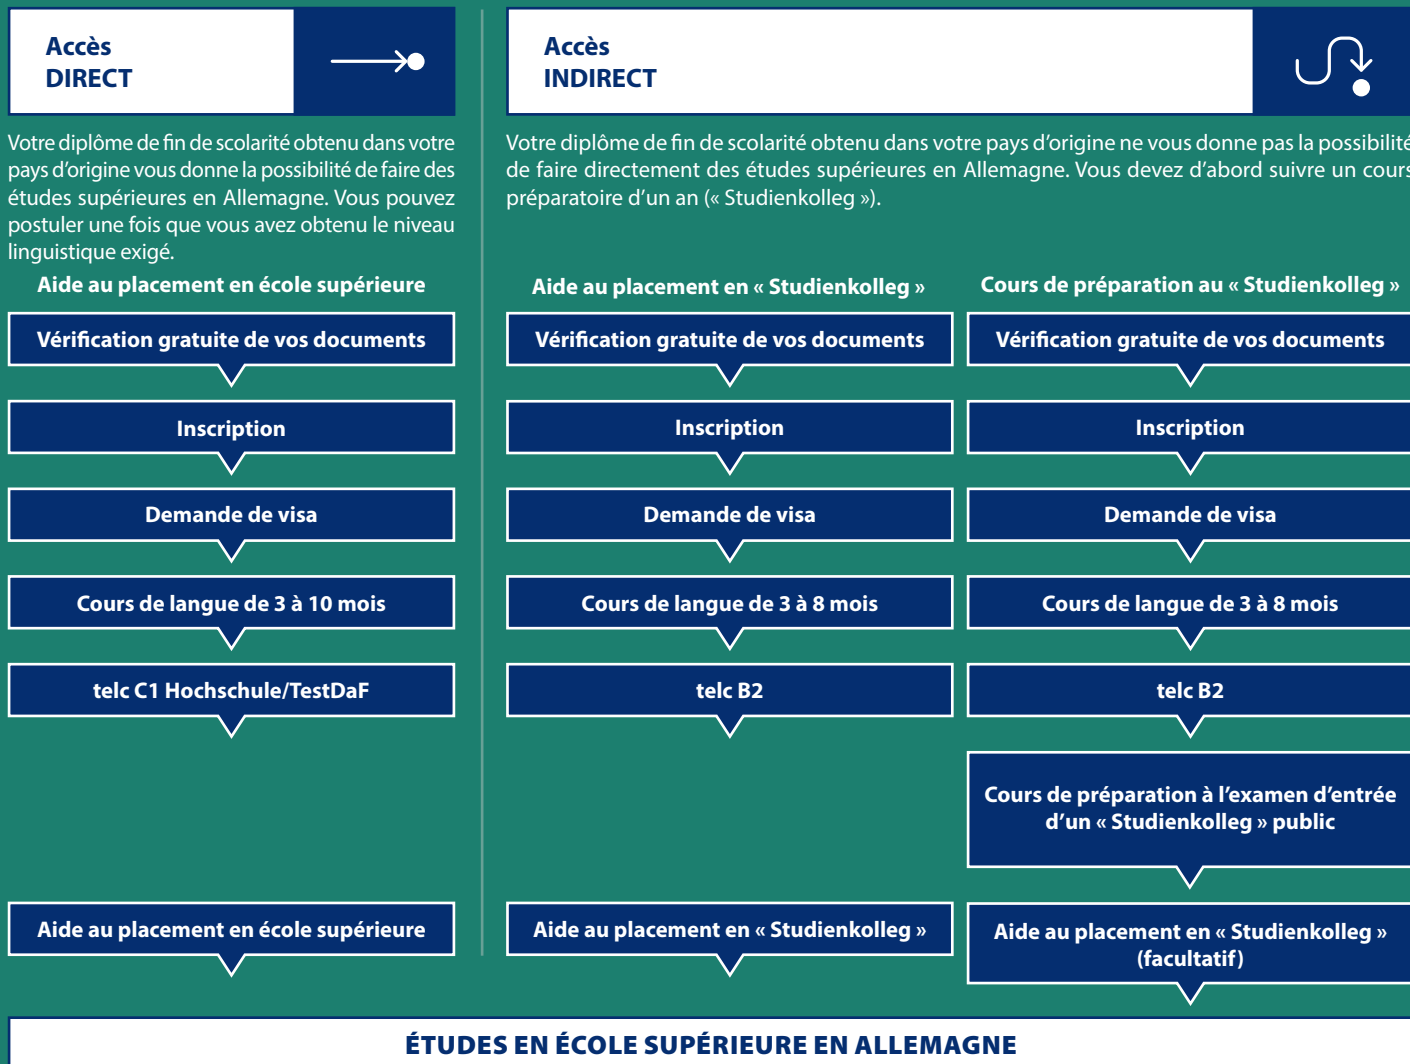 Accès
DIRECT
Votre diplôme de fin de scolarité obtenu dans votre
pays d’origine vous donne la possibilité de faire des
études supérieures en Allemagne. Vous pouvez
postuler une fois que vous avez obtenu le niveau
linguistique exigé.
Aide au placement en école supérieure
Vérification gratuite de vos documents
Inscription
Demande de visa
Cours de langue de 3 à 10 mois
telc C1 Hochschule/TestDaF
Aide au placement en école supérieure
Accès
INDIRECT
Votre diplôme de fin de scolarité obtenu dans votre pays d’origine ne vous donne pas la possibilité
de faire directement des études supérieures en Allemagne. Vous devez d’abord suivre un cours
préparatoire d’un an (« Studienkolleg »).
Aide au placement en « Studienkolleg »
Vérification gratuite de vos documents
Inscription
Demande de visa
Cours de langue de 3 à 8 mois
telc B2
Aide au placement en « Studienkolleg »
Cours de préparation au « Studienkolleg »
Vérification gratuite de vos documents
Inscription
Demande de visa
Cours de langue de 3 à 8 mois
telc B2
Cours de préparation à l’examen d’entrée
d’un « Studienkolleg » public
Aide au placement en « Studienkolleg »
(facultatif)
ÉTUDES EN ÉCOLE SUPÉRIEURE EN ALLEMAGNE